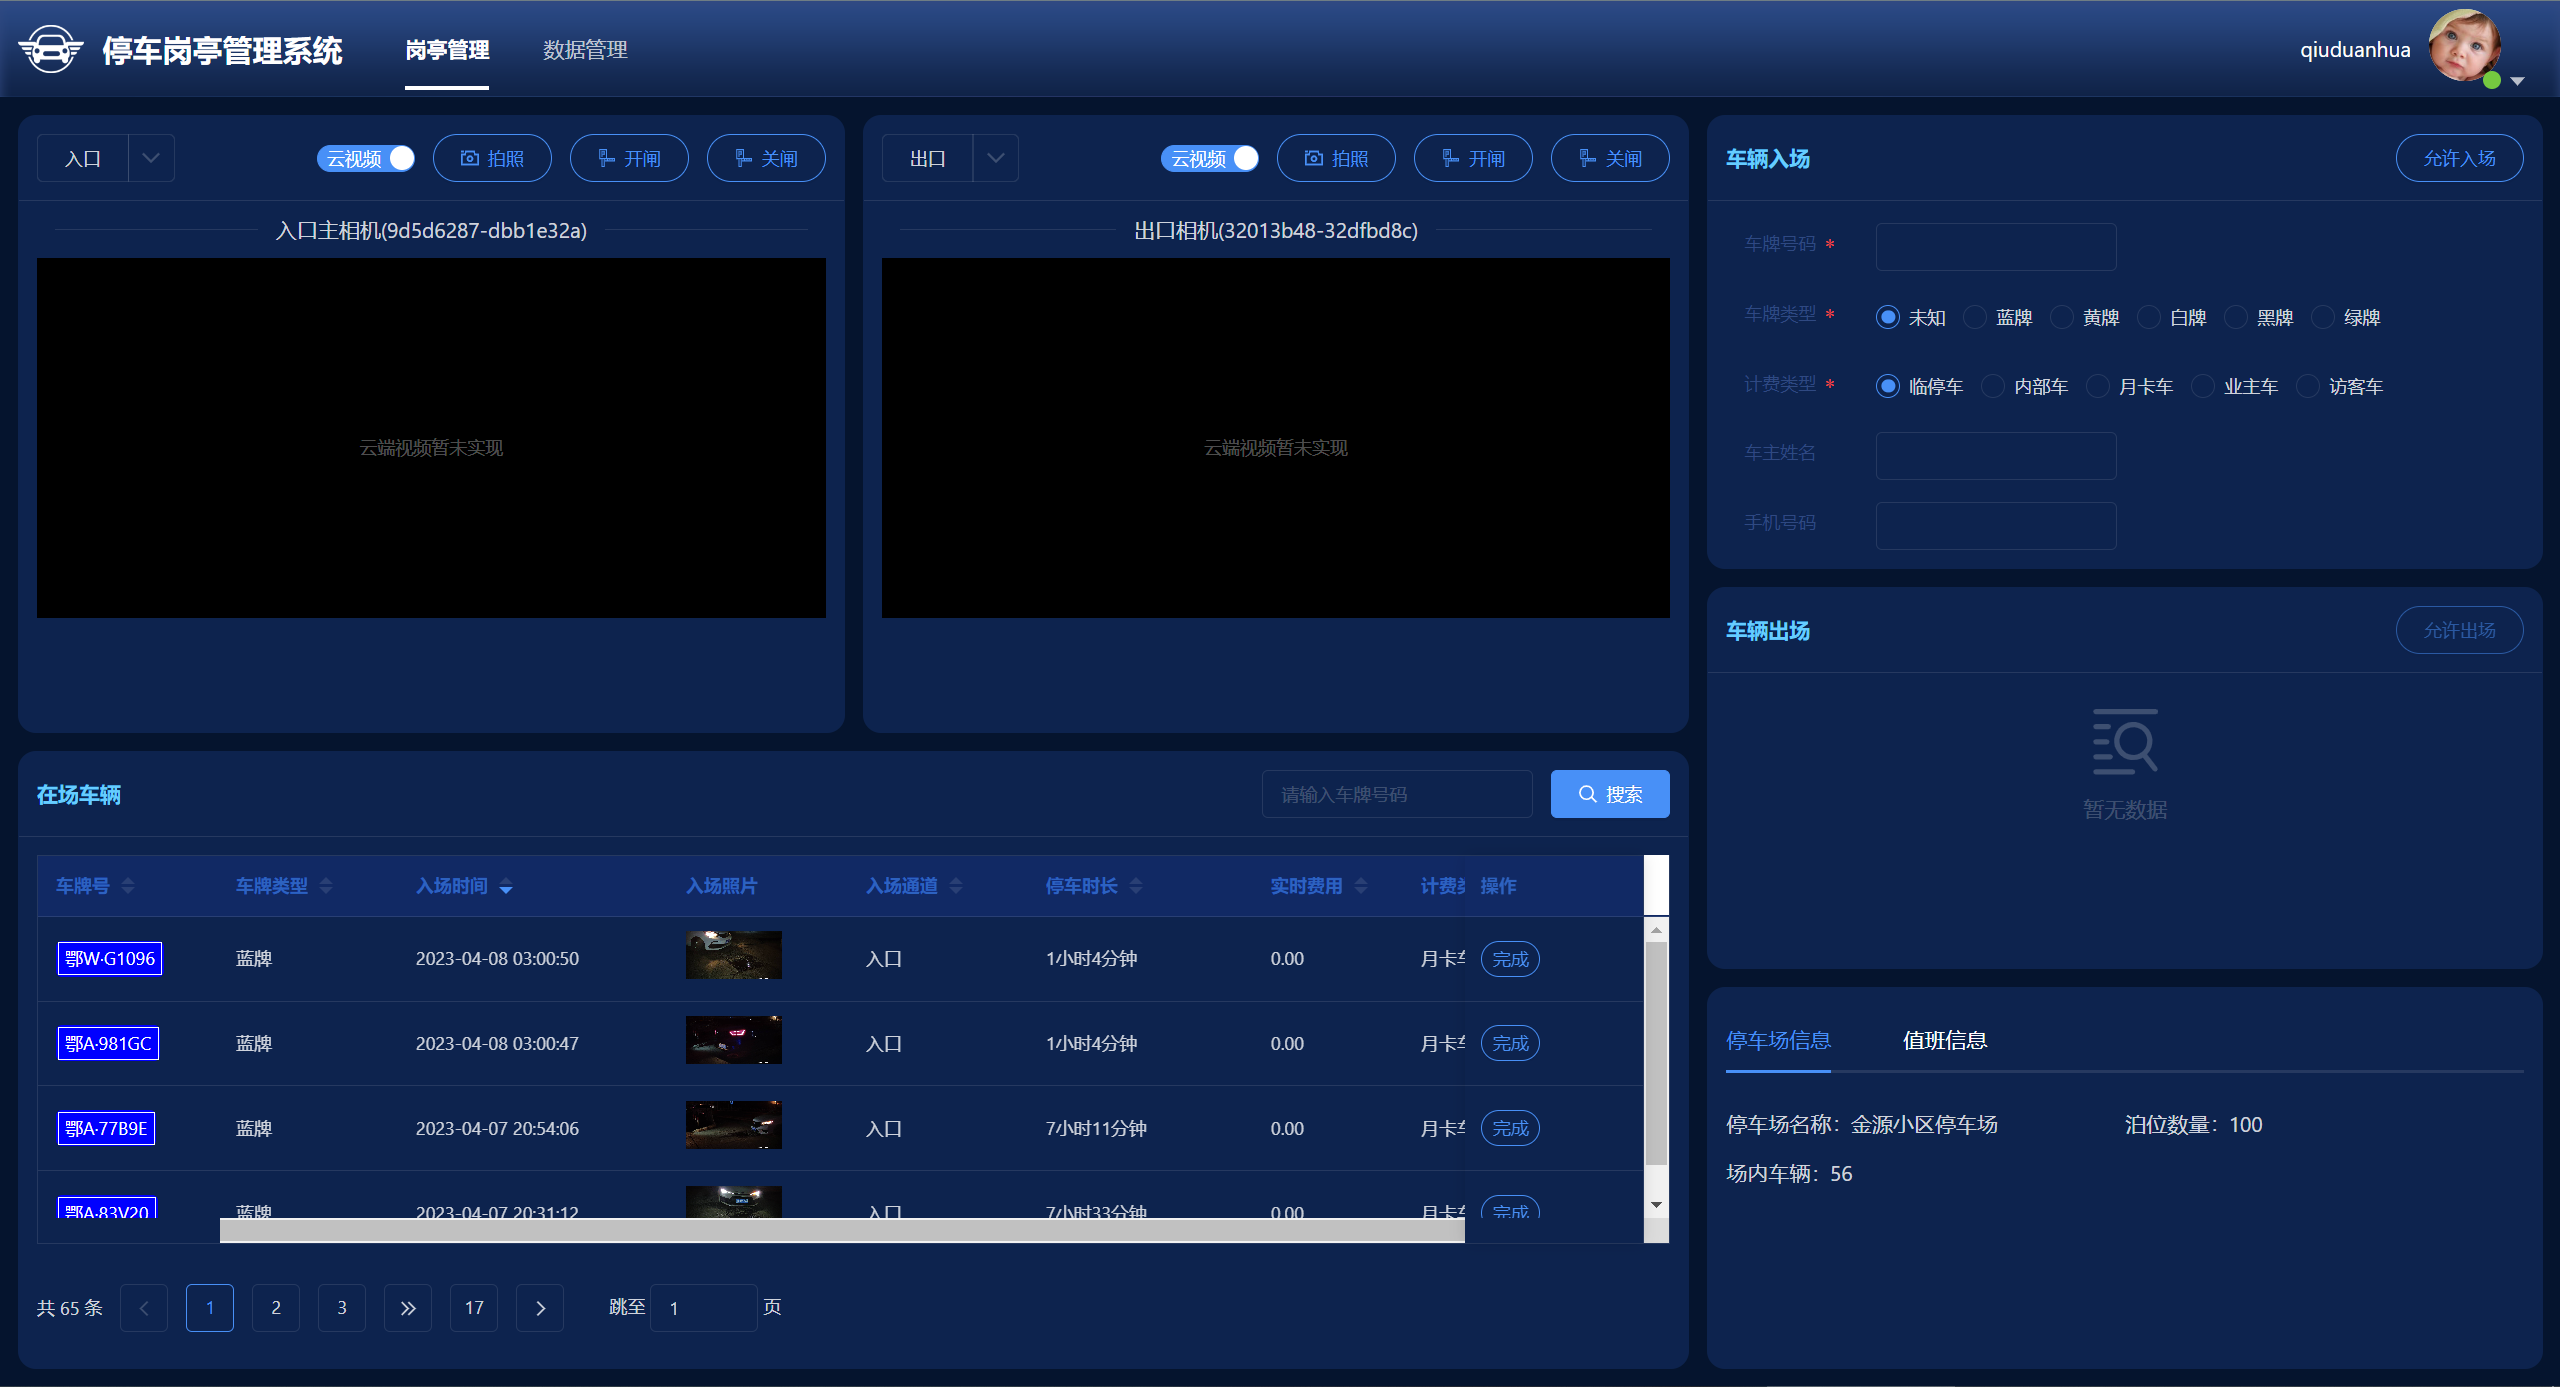 停车岗亭管理系统 岗亭管理 数据管理 qiuduanhua
入口 云视频 拍照 开闸 关闸
入口主相机(9d5d6287-dbb1e32a)
云端视频暂未实现
出口 云视频 拍照 开闸 关闸
出口相机(32013b48-32dfbd8c)
云端视频暂未实现
车辆入场 允许入场
车牌号码 *
车牌类型 * 未知 蓝牌 黄牌 白牌 黑牌 绿牌
计费类型 * 临停车 内部车 月卡车 业主车 访客车
车主姓名
手机号码
车辆出场 允许出场
暂无数据
在场车辆 请输入车牌号码 搜索
车牌号 车牌类型 入场时间 入场照片 入场通道 停车时长 实时费用 计费类 操作
鄂W·G1096 蓝牌 2023-04-08 03:00:50 入口 1小时4分钟 0.00 月卡车 完成
鄂A·981GC 蓝牌 2023-04-08 03:00:47 入口 1小时4分钟 0.00 月卡车 完成
鄂A·77B9E 蓝牌 2023-04-07 20:54:06 入口 7小时11分钟 0.00 月卡车 完成
鄂A·83V20 蓝牌 2023-04-07 20:31:12 入口 7小时33分钟 0.00 月卡车 完成
共 65 条 1 2 3 17 跳至 1 页
停车场信息 值班信息
停车场名称：金源小区停车场 泊位数量：100
场内车辆：56